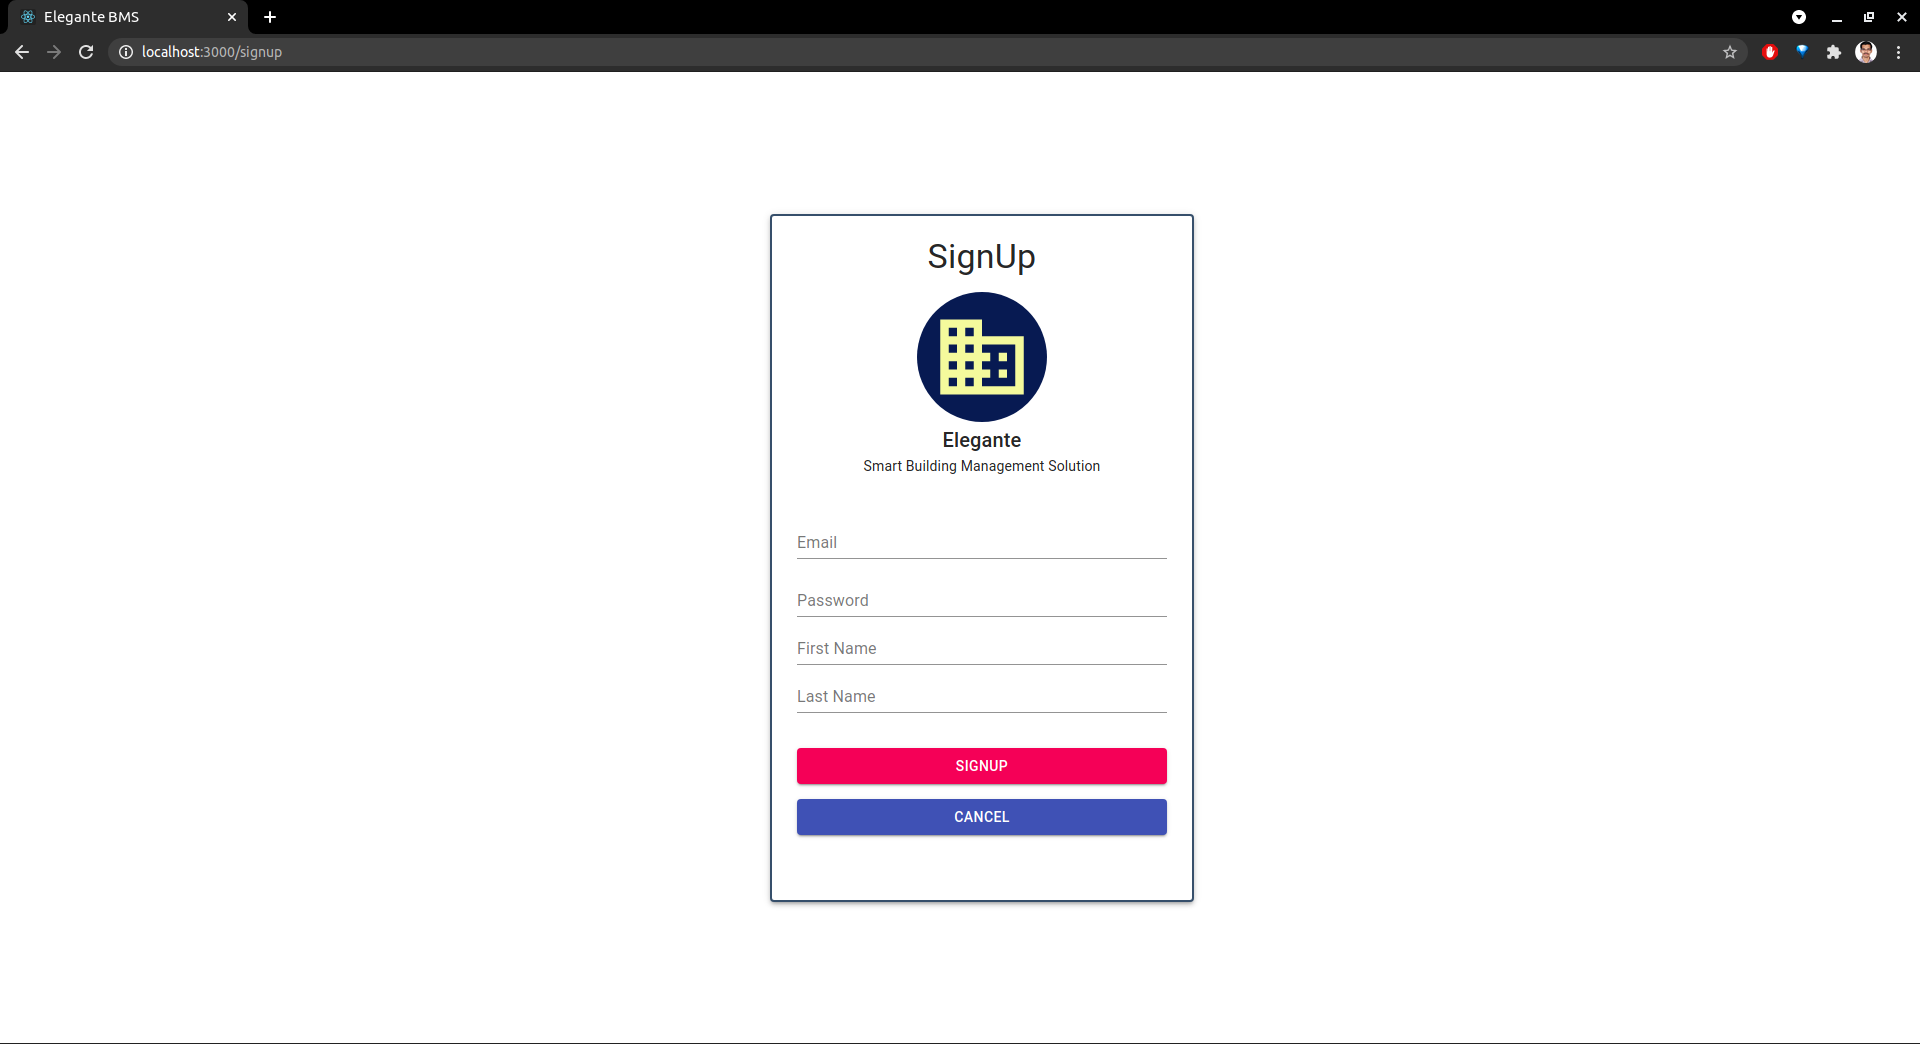 Elegante BMS
localhost:3000/signup
SignUp
Elegante
Smart Building Management Solution
Email
Password
First Name
Last Name
SIGNUP
CANCEL